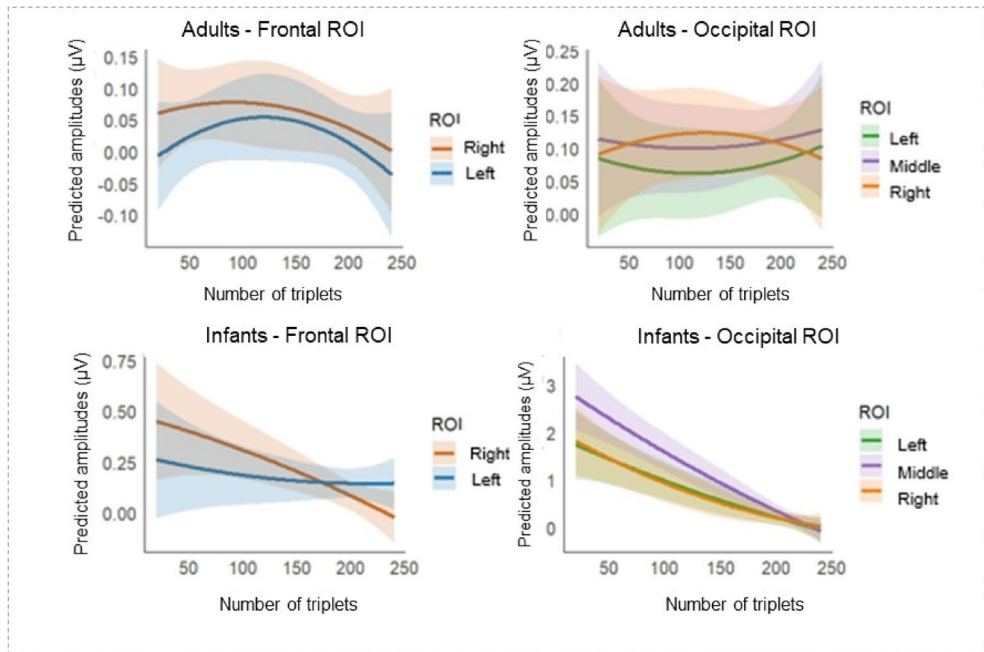 Adults - Frontal ROI
Predicted amplitudes (µV)
0.15
0.10
0.05
0.00
-0.05
-0.10
50 100 150 200 250
Number of triplets
ROI
Right
Left
Adults - Occipital ROI
Predicted amplitudes (µV)
0.25
0.20
0.15
0.10
0.05
0.00
50 100 150 200 250
Number of triplets
ROI
Left
Middle
Right
Infants - Frontal ROI
Predicted amplitudes (µV)
0.75
0.50
0.25
0.00
50 100 150 200 250
Number of triplets
ROI
Right
Left
Infants - Occipital ROI
Predicted amplitudes (µV)
3
2
1
0
50 100 150 200 250
Number of triplets
ROI
Left
Middle
Right